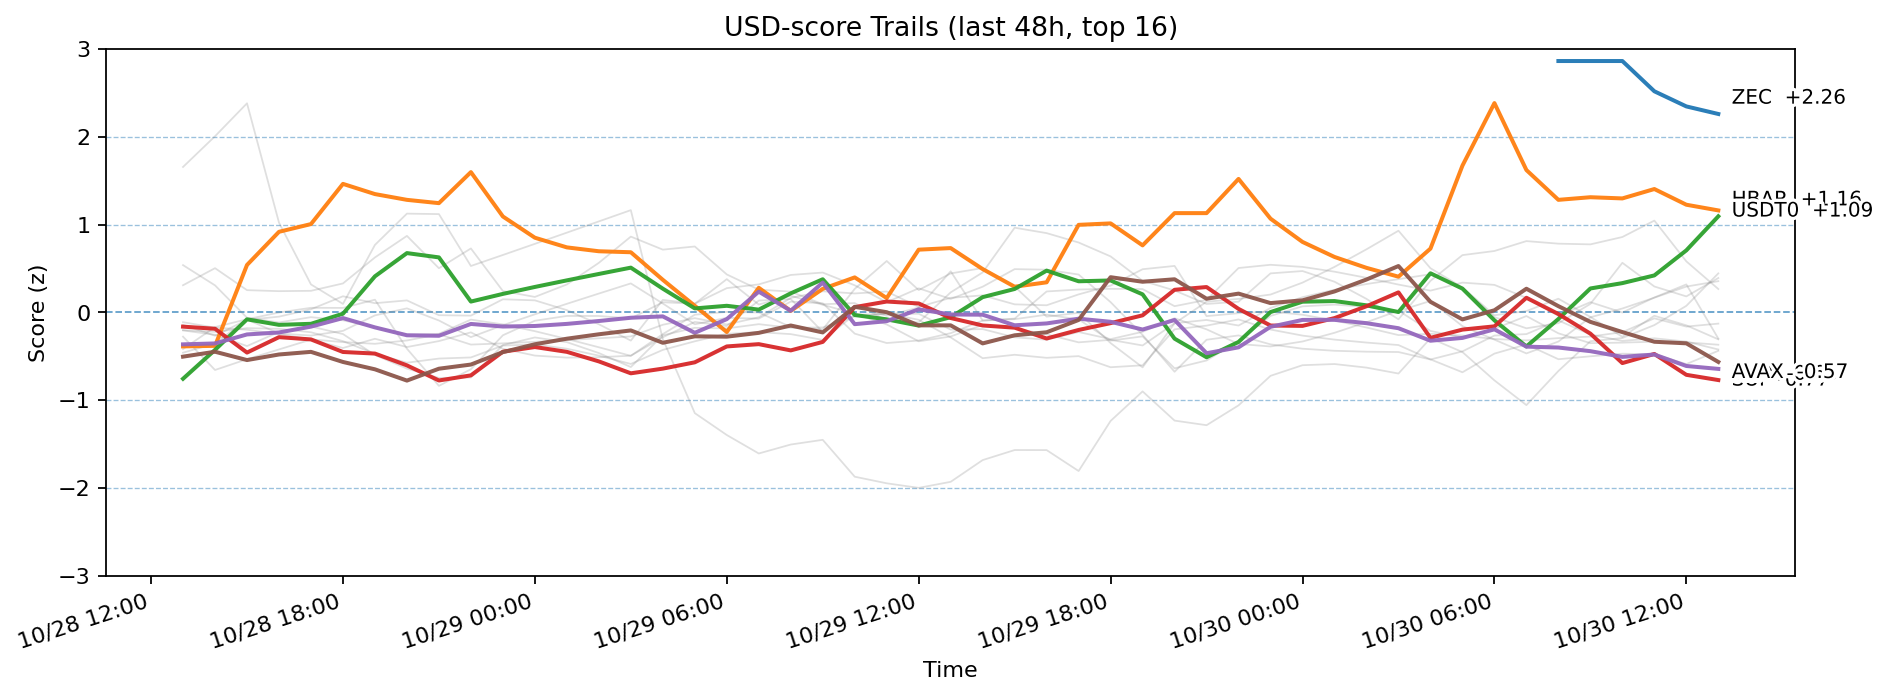 USD-score Trails (last 48h, top 16)
Score (z)
3
2
1
0
−1
−2
−3
ZEC +2.26
HBAR +1.16
USDT0 +1.09
AVAX -0.57
10/28 12:00
10/28 18:00
10/29 00:00
10/29 06:00
10/29 12:00
10/29 18:00
10/30 00:00
10/30 06:00
10/30 12:00
Time